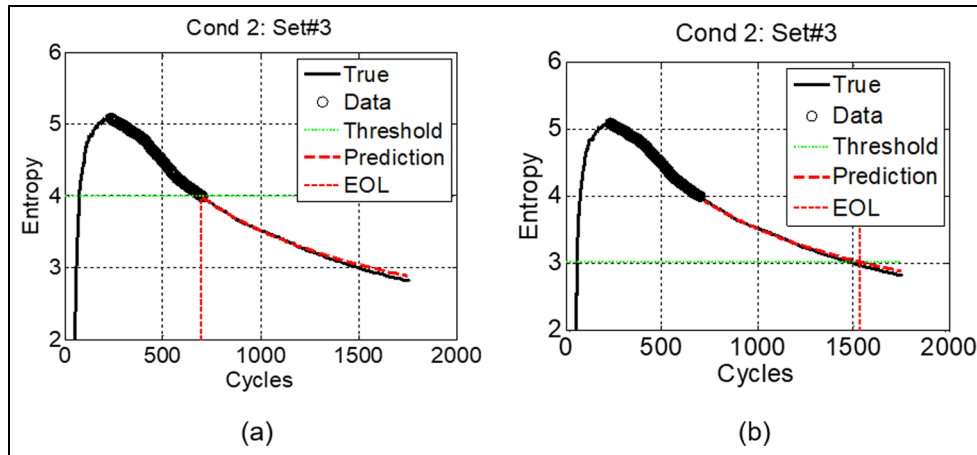 Cond 2: Set#3
6
5
4
3
2
Entropy
0
500
1000
1500
2000
Cycles
True
Data
Threshold
Prediction
EOL
(a)
Cond 2: Set#3
6
5
4
3
2
Entropy
0
500
1000
1500
2000
Cycles
True
Data
Threshold
Prediction
EOL
(b)